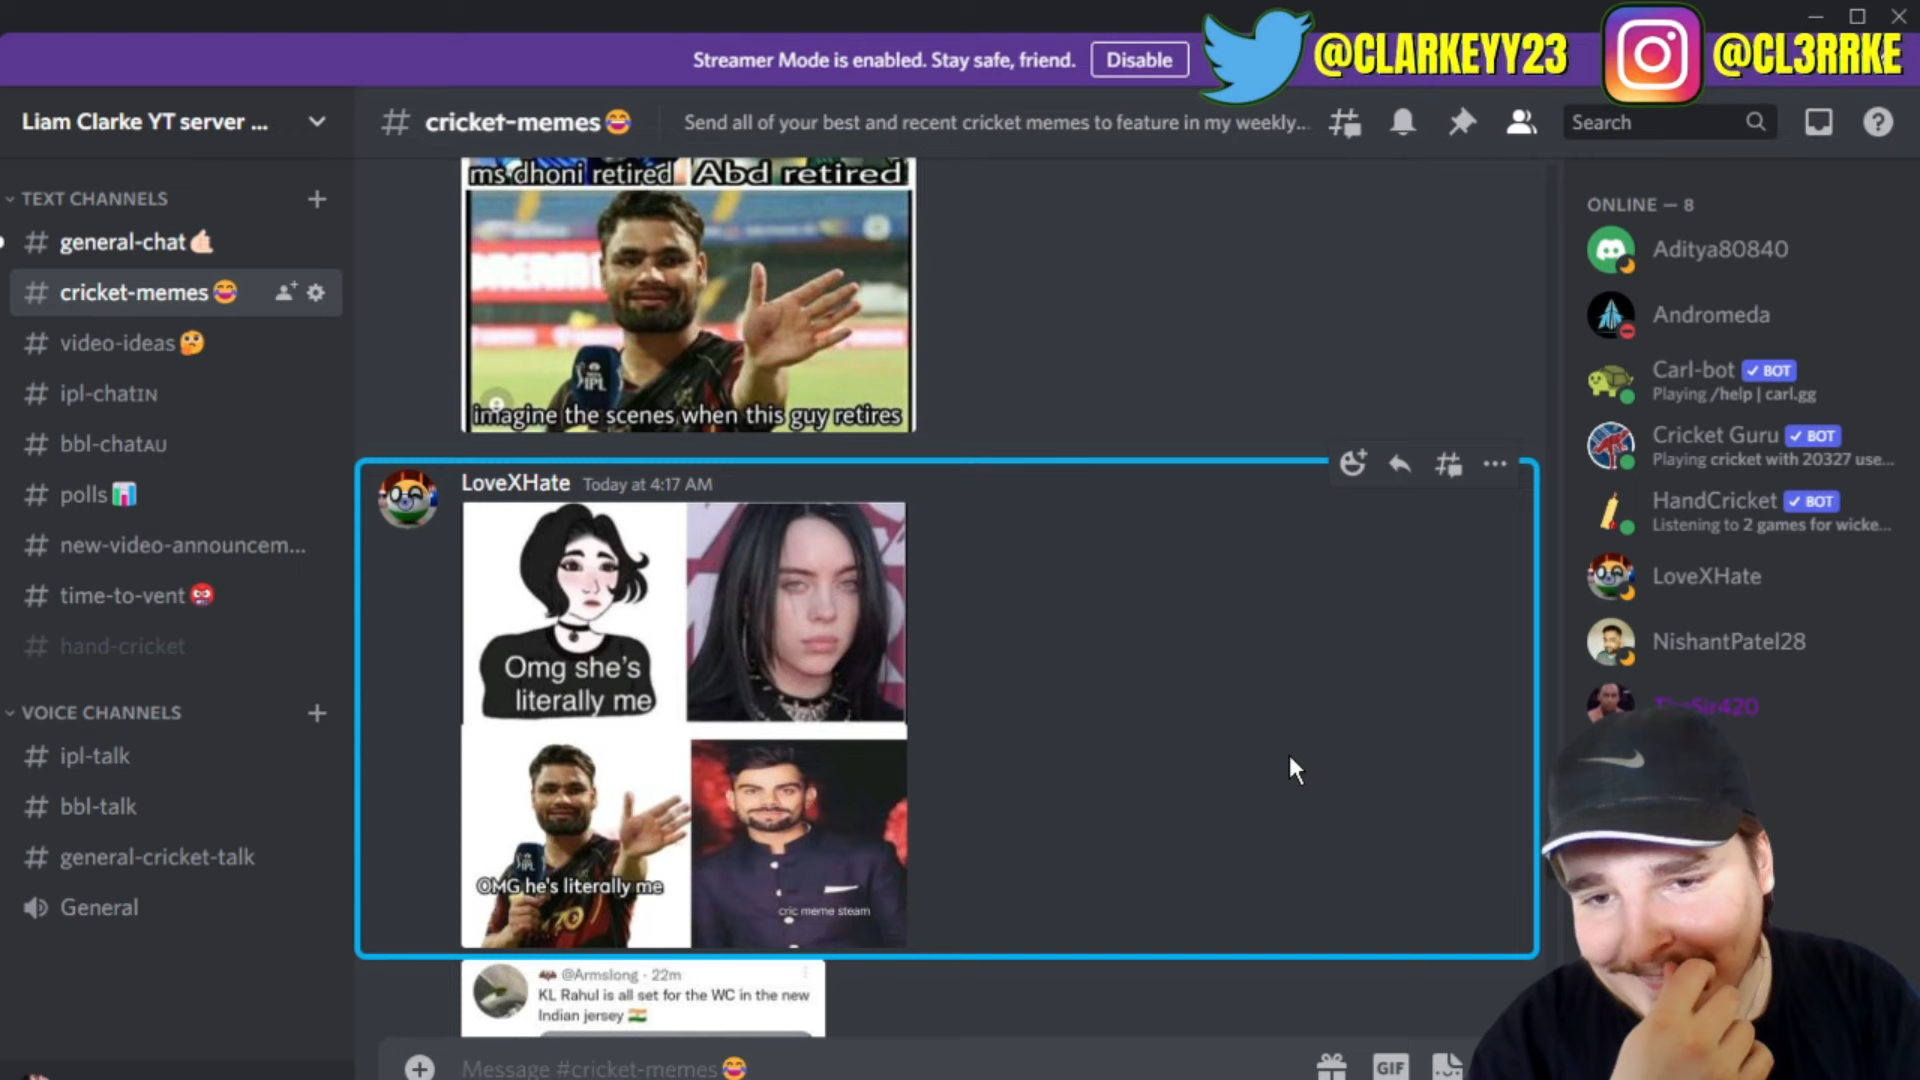 Streamer Mode is enabled. Stay safe, friend.
Disable
@CLARKEYY23
@CL3RRKE
Liam Clarke YT server ...
cricket-memes😂
Send all of your best and recent cricket memes to feature in my weekly...
Search
TEXT CHANNELS
general-chat🤙🏻
cricket-memes😂
video-ideas🤔
ipl-chatIN
bbl-chatAU
polls📊
new-video-announcem...
time-to-vent👹
hand-cricket
VOICE CHANNELS
ipl-talk
bbl-talk
general-cricket-talk
General
ms dhoni retired
Abd retired
IPL
imagine the scenes when this guy retires
LoveXHate Today at 4:17 AM
Omg she's
literally me
OMG he's literally me
cric meme steam
@Armslong · 22m
KL Rahul is all set for the WC in the new
Indian jersey 🇮🇳
Message #cricket-memes😂
GIF
ONLINE — 8
Aditya80840
Andromeda
Carl-bot ✓ BOT
Playing /help | carl.gg
Cricket Guru ✓ BOT
Playing cricket with 20327 use...
HandCricket ✓ BOT
Listening to 2 games for wicke...
LoveXHate
NishantPatel28